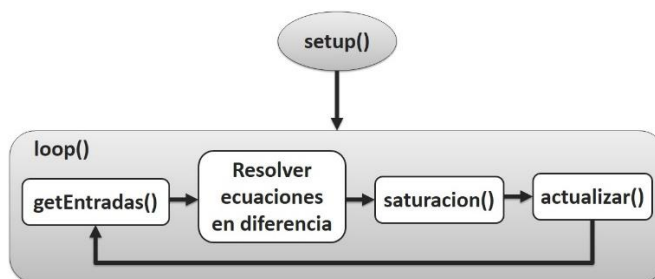 setup()
loop()
getEntradas()
Resolver
ecuaciones
en diferencia
saturacion()
actualizar()